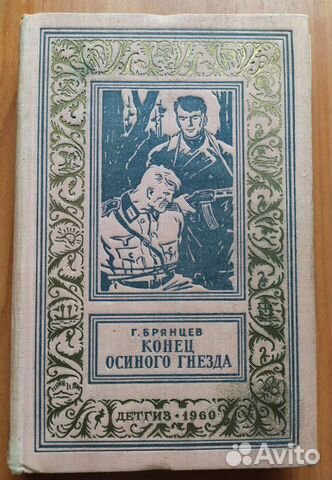 Г. БРЯНЦЕВ
КОНЕЦ
ОСИНОГО ГНЕЗДА
ДЕТГИЗ · 1960
Avito